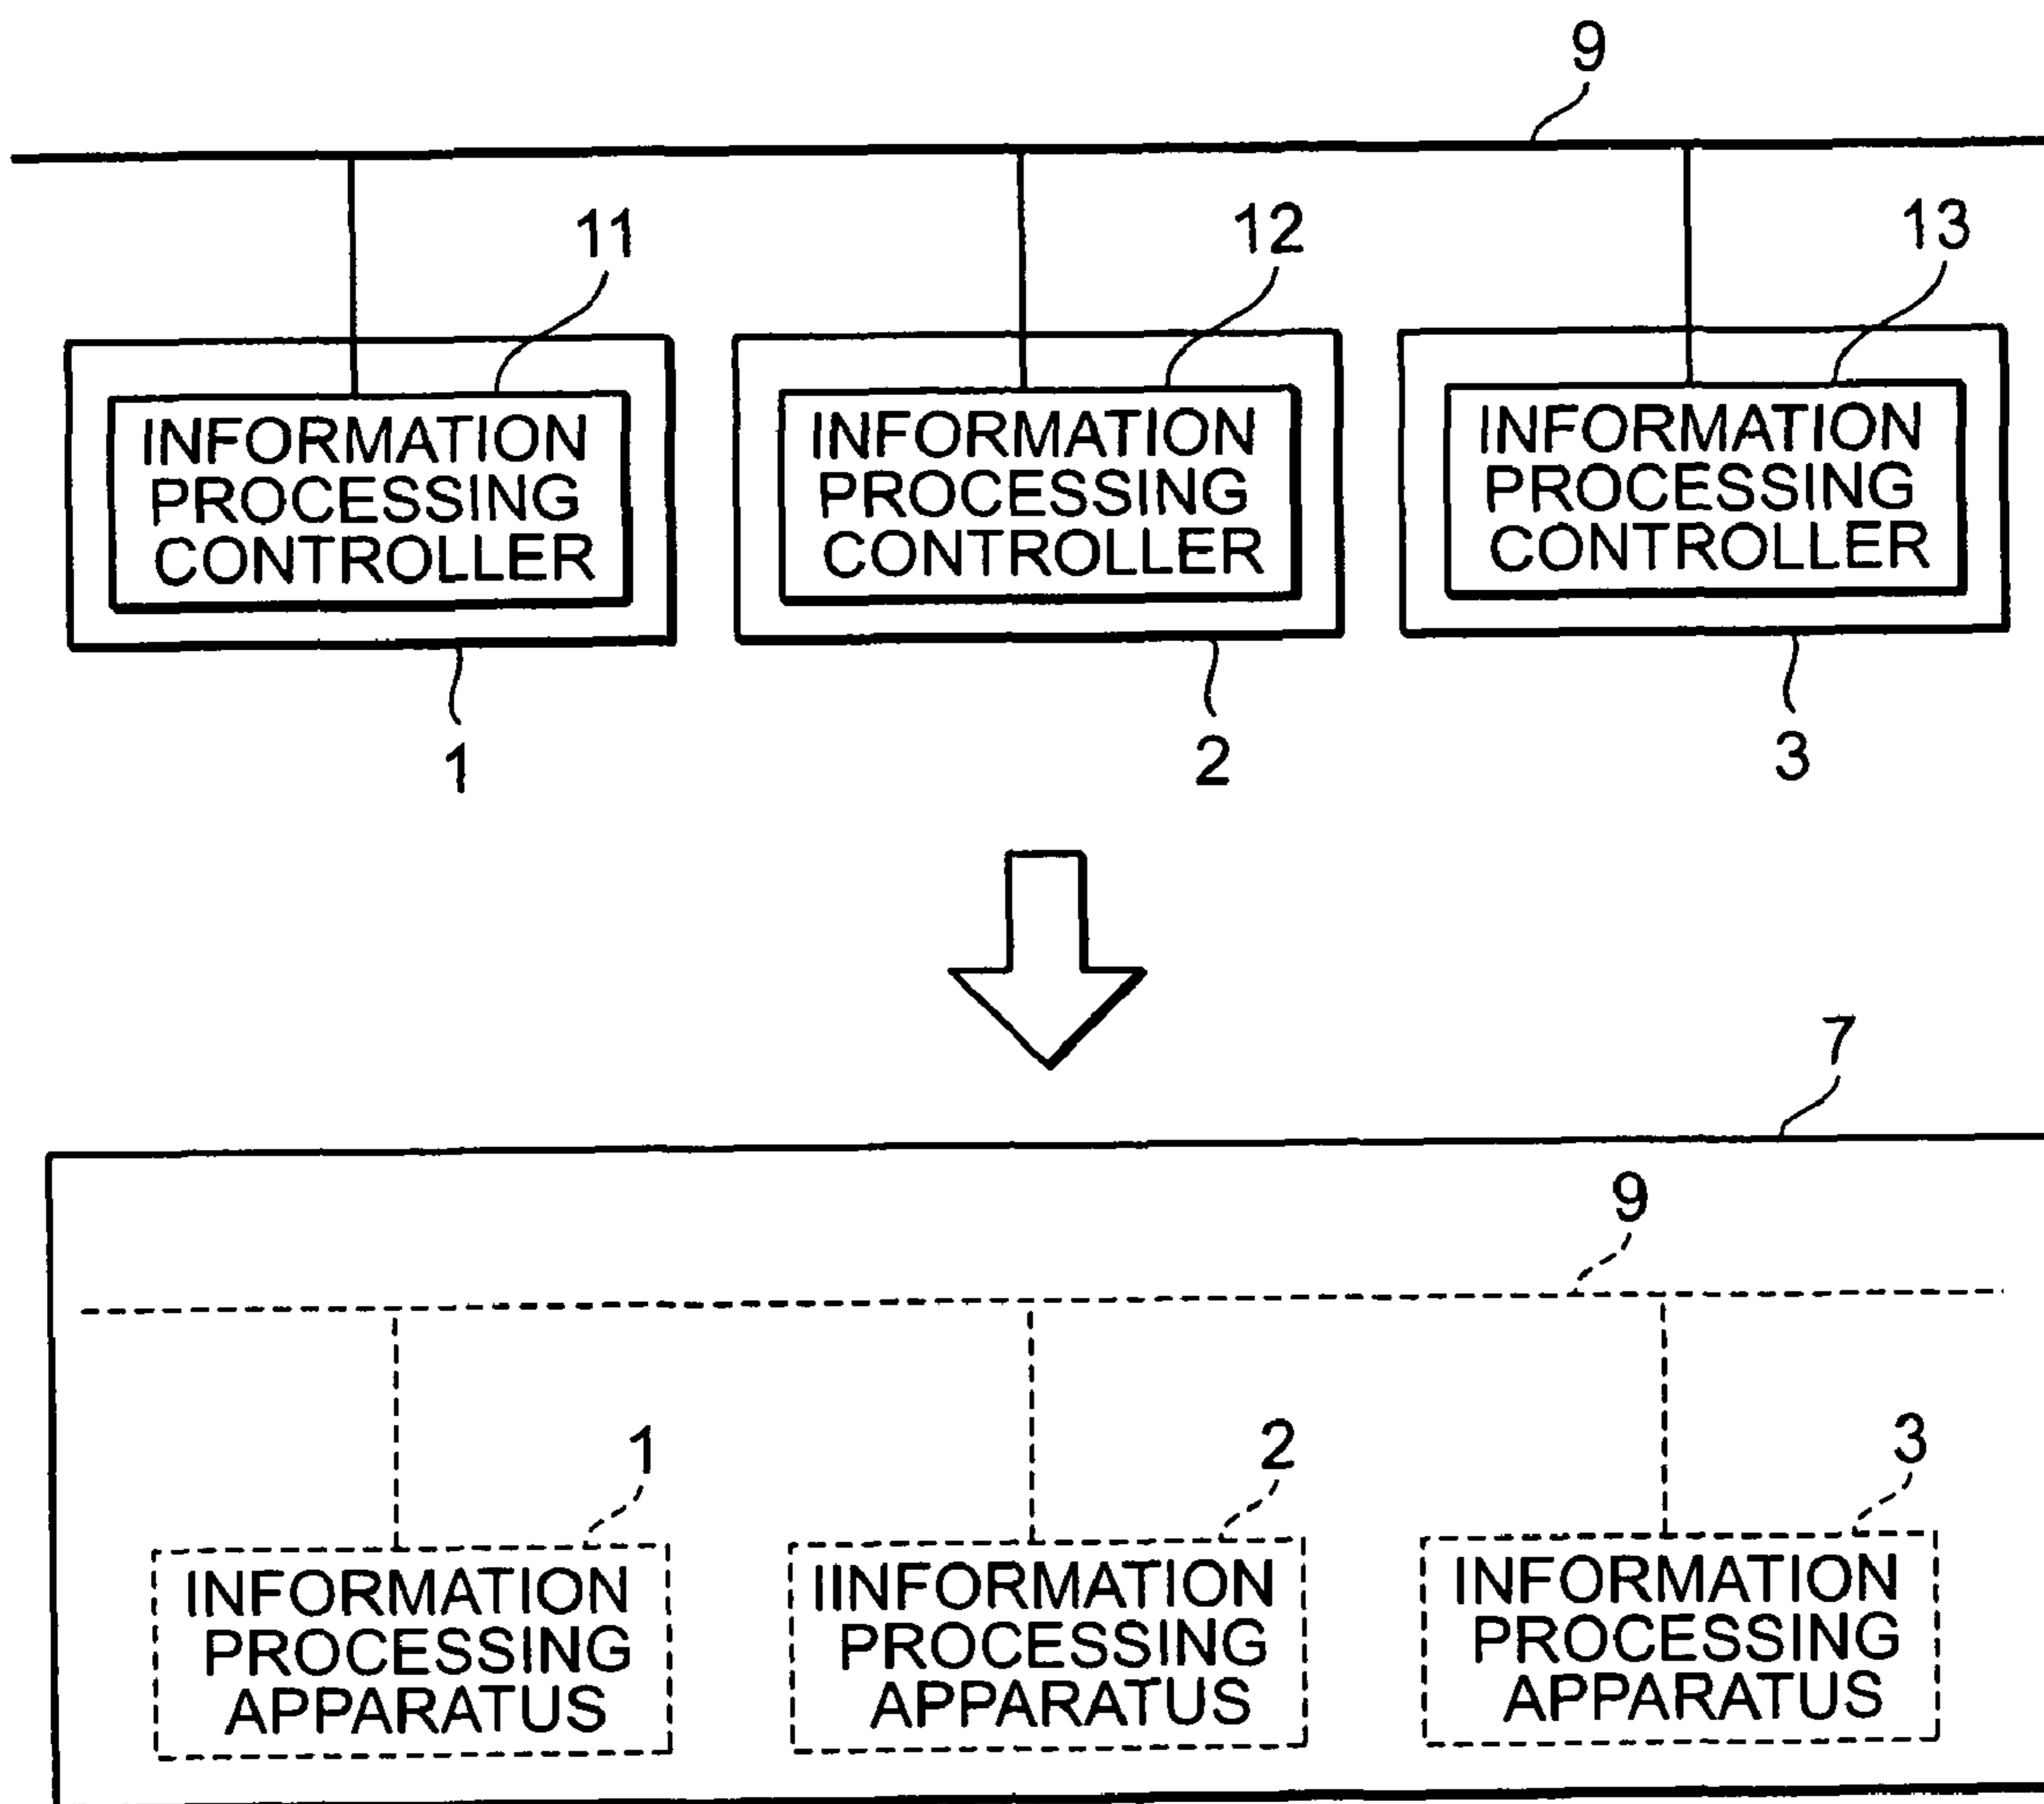 9
11
12
13
INFORMATION
PROCESSING
CONTROLLER
INFORMATION
PROCESSING
CONTROLLER
INFORMATION
PROCESSING
CONTROLLER
1
2
3
7
9
1
2
3
INFORMATION
PROCESSING
APPARATUS
IINFORMATION
PROCESSING
APPARATUS
INFORMATION
PROCESSING
APPARATUS